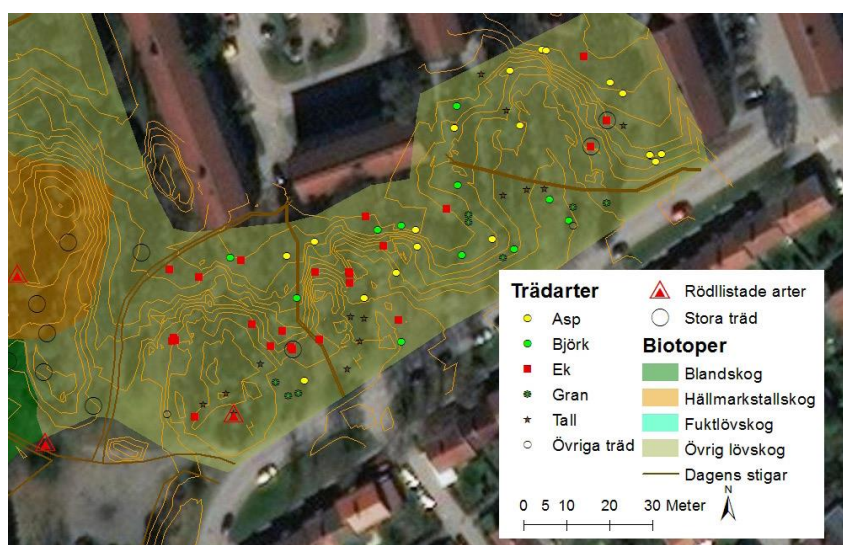 Trädarter
Asp
Björk
Ek
Gran
Tall
Övriga träd
Rödlistade arter
Stora träd
Biotoper
Blandskog
Hällmarkstallskog
Fuktlövskog
Övrig lövskog
Dagens stigar
N
0 5 10 20 30 Meter